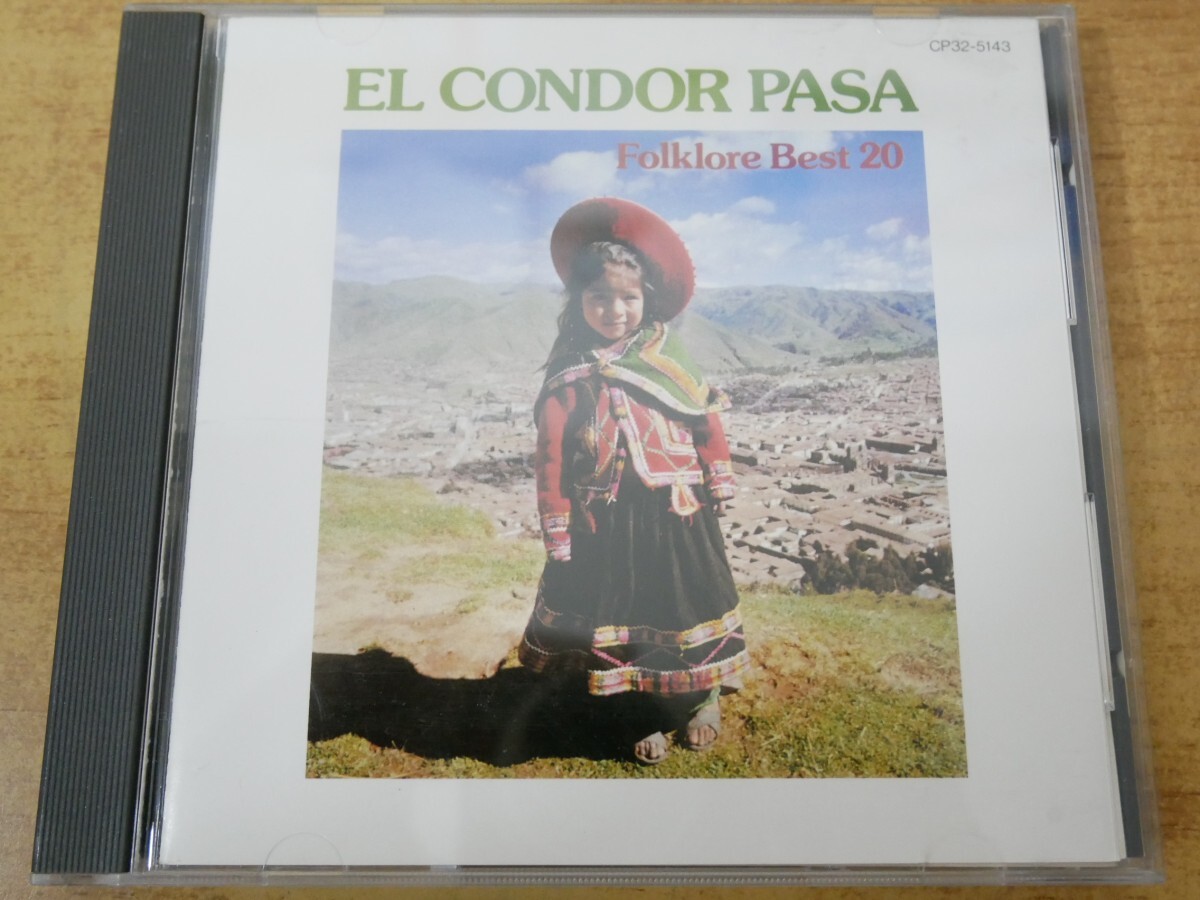 CP32-5143
EL CONDOR PASA
Folklore Best 20